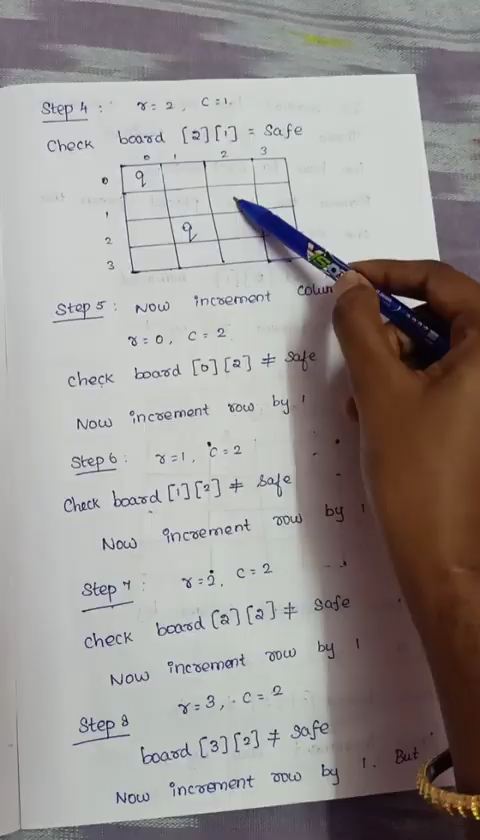 Step 4 : r = 2, c = 1.
Check board [2][1] = safe
0 1 2 3
0 q
1
2 q
3
Step 5 : Now increment
r = 0, c = 2
check board [0][2] ≠ safe
Now increment row by 1
Step 6 : r = 1, c = 2
Check board [1][2] ≠ safe
Now increment row by 1
Step 7 : r = 2, c = 2
check board [2][2] ≠ safe
Now increment row by 1
Step 8 r = 3, c = 2
board [3][2] ≠ safe
Now increment row by 1. But